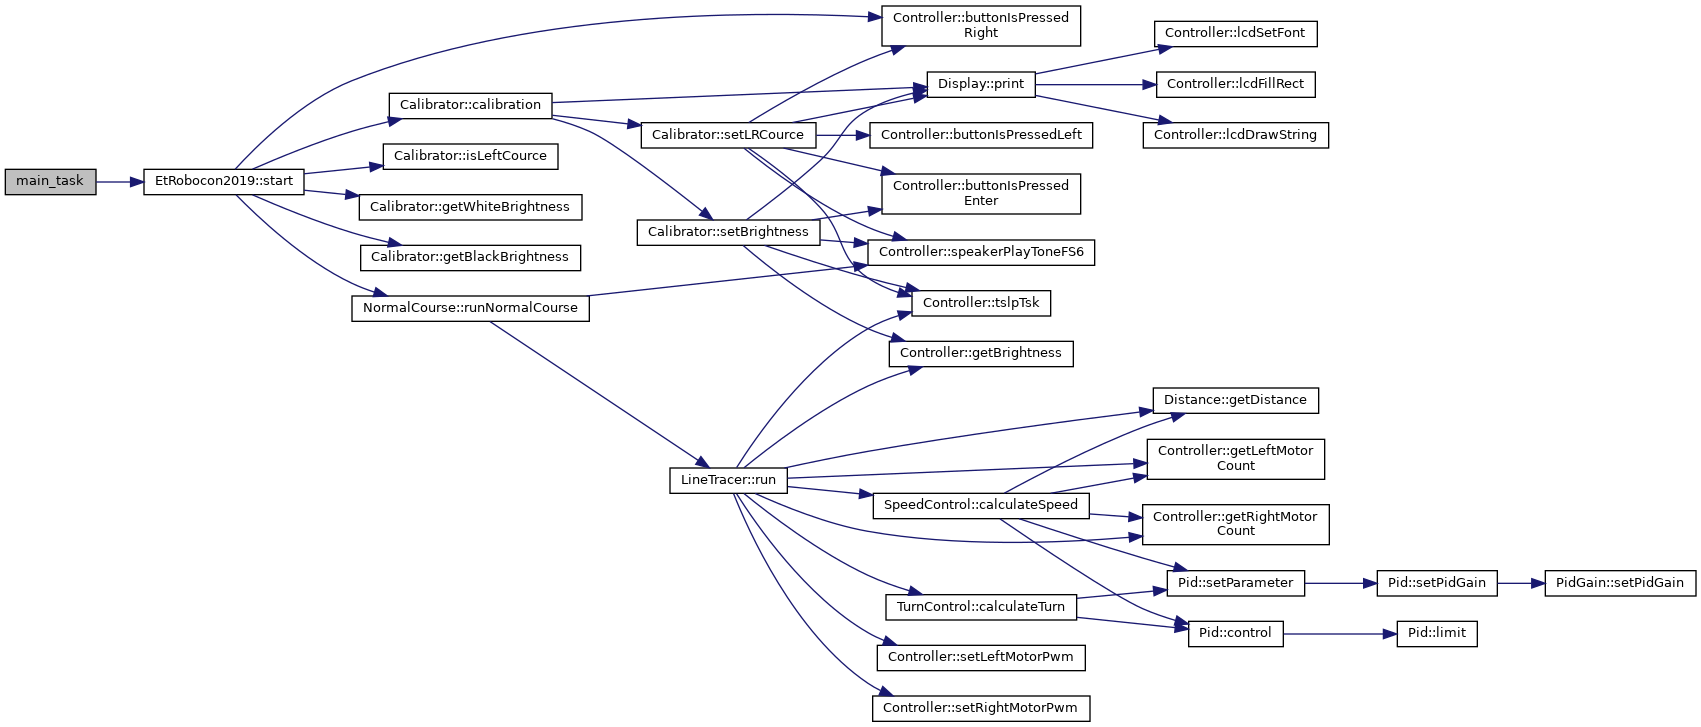 main_task
EtRobocon2019::start
Controller::buttonIsPressed
Right
Calibrator::calibration
Calibrator::isLeftCource
Calibrator::getWhiteBrightness
Calibrator::getBlackBrightness
NormalCourse::runNormalCourse
Calibrator::setLRCource
Calibrator::setBrightness
LineTracer::run
Display::print
Controller::buttonIsPressedLeft
Controller::buttonIsPressed
Enter
Controller::speakerPlayToneFS6
Controller::tslpTsk
Controller::getBrightness
SpeedControl::calculateSpeed
TurnControl::calculateTurn
Controller::setLeftMotorPwm
Controller::setRightMotorPwm
Controller::lcdSetFont
Controller::lcdFillRect
Controller::lcdDrawString
Distance::getDistance
Controller::getLeftMotor
Count
Controller::getRightMotor
Count
Pid::setParameter
Pid::control
Pid::setPidGain
Pid::limit
PidGain::setPidGain